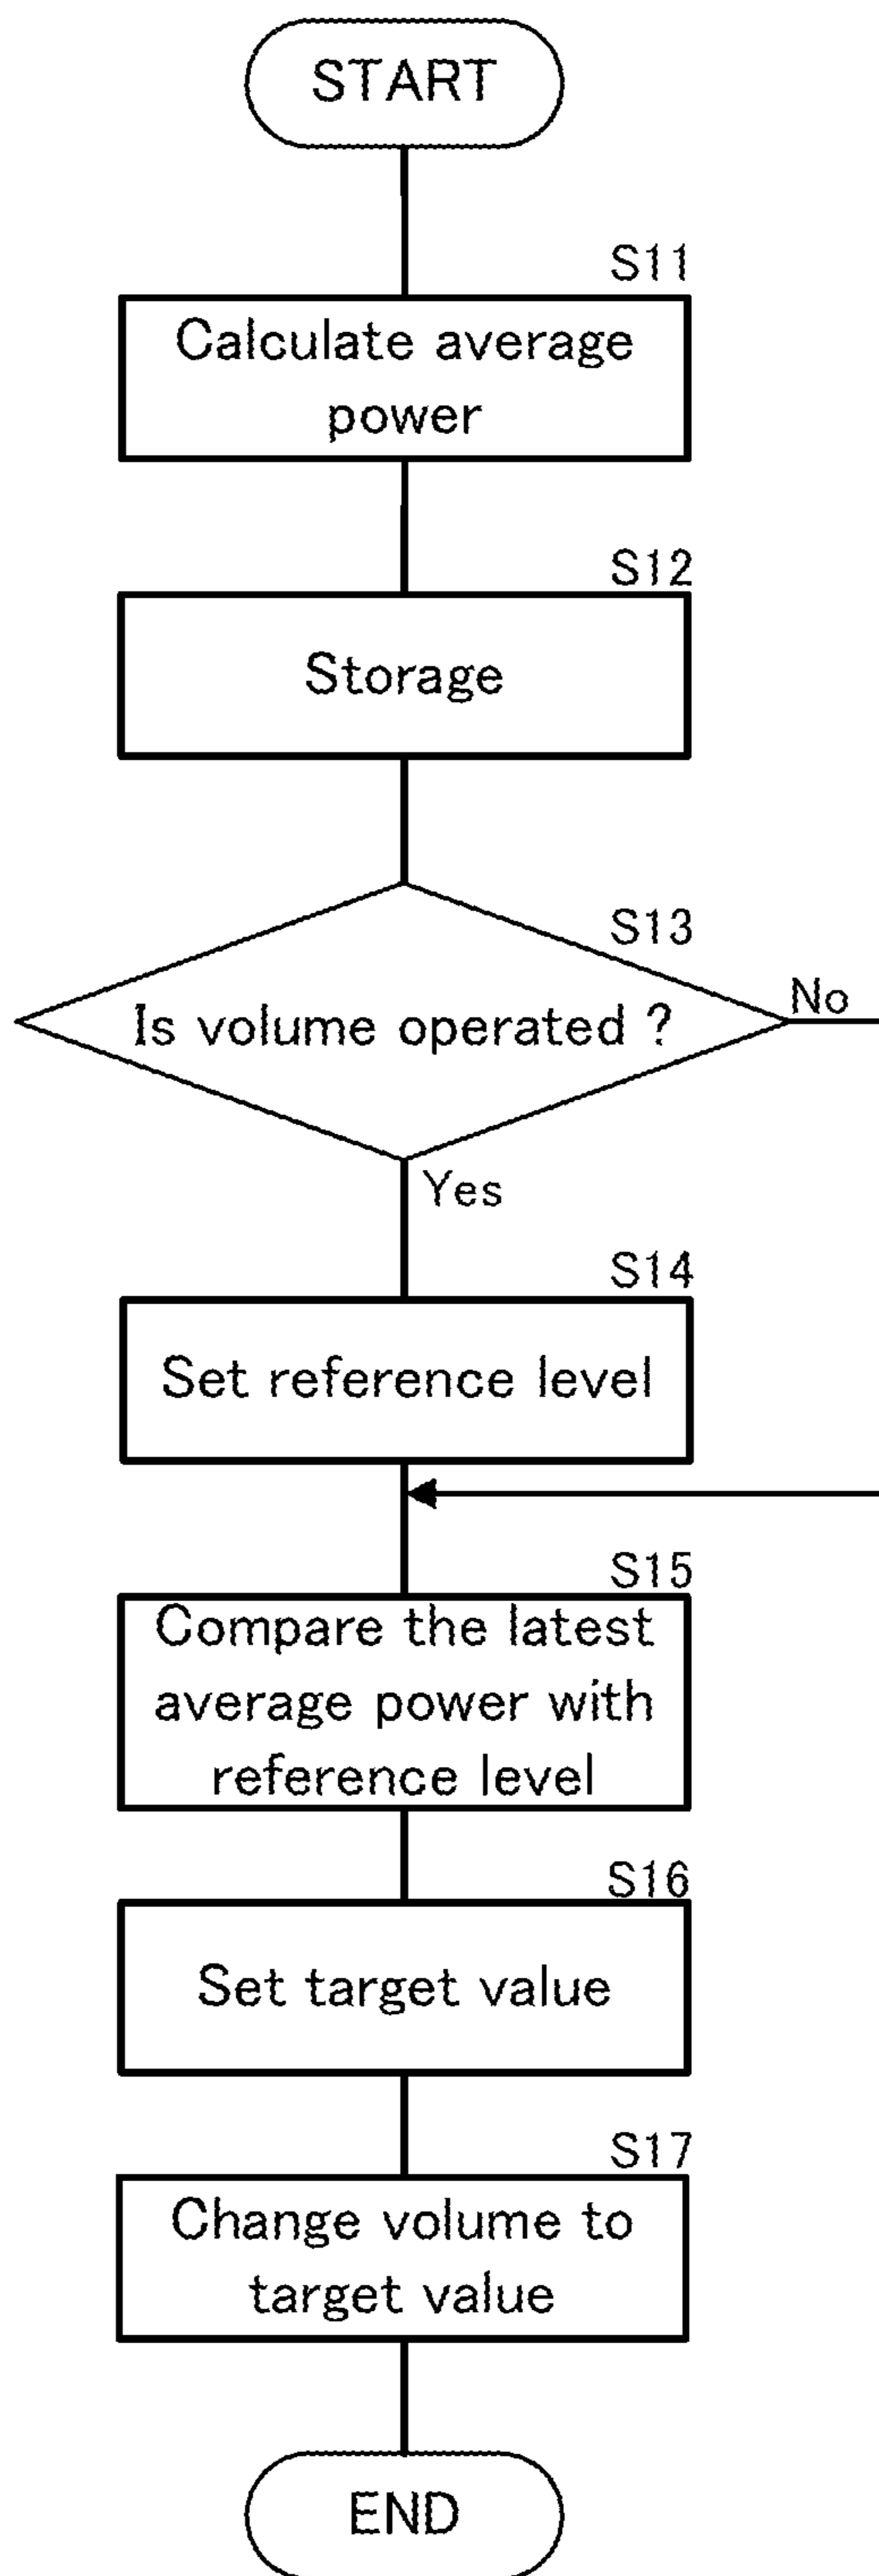 START
S11
Calculate average
power
S12
Storage
S13
Is volume operated ?
No
Yes
S14
Set reference level
S15
Compare the latest
average power with
reference level
S16
Set target value
S17
Change volume to
target value
END